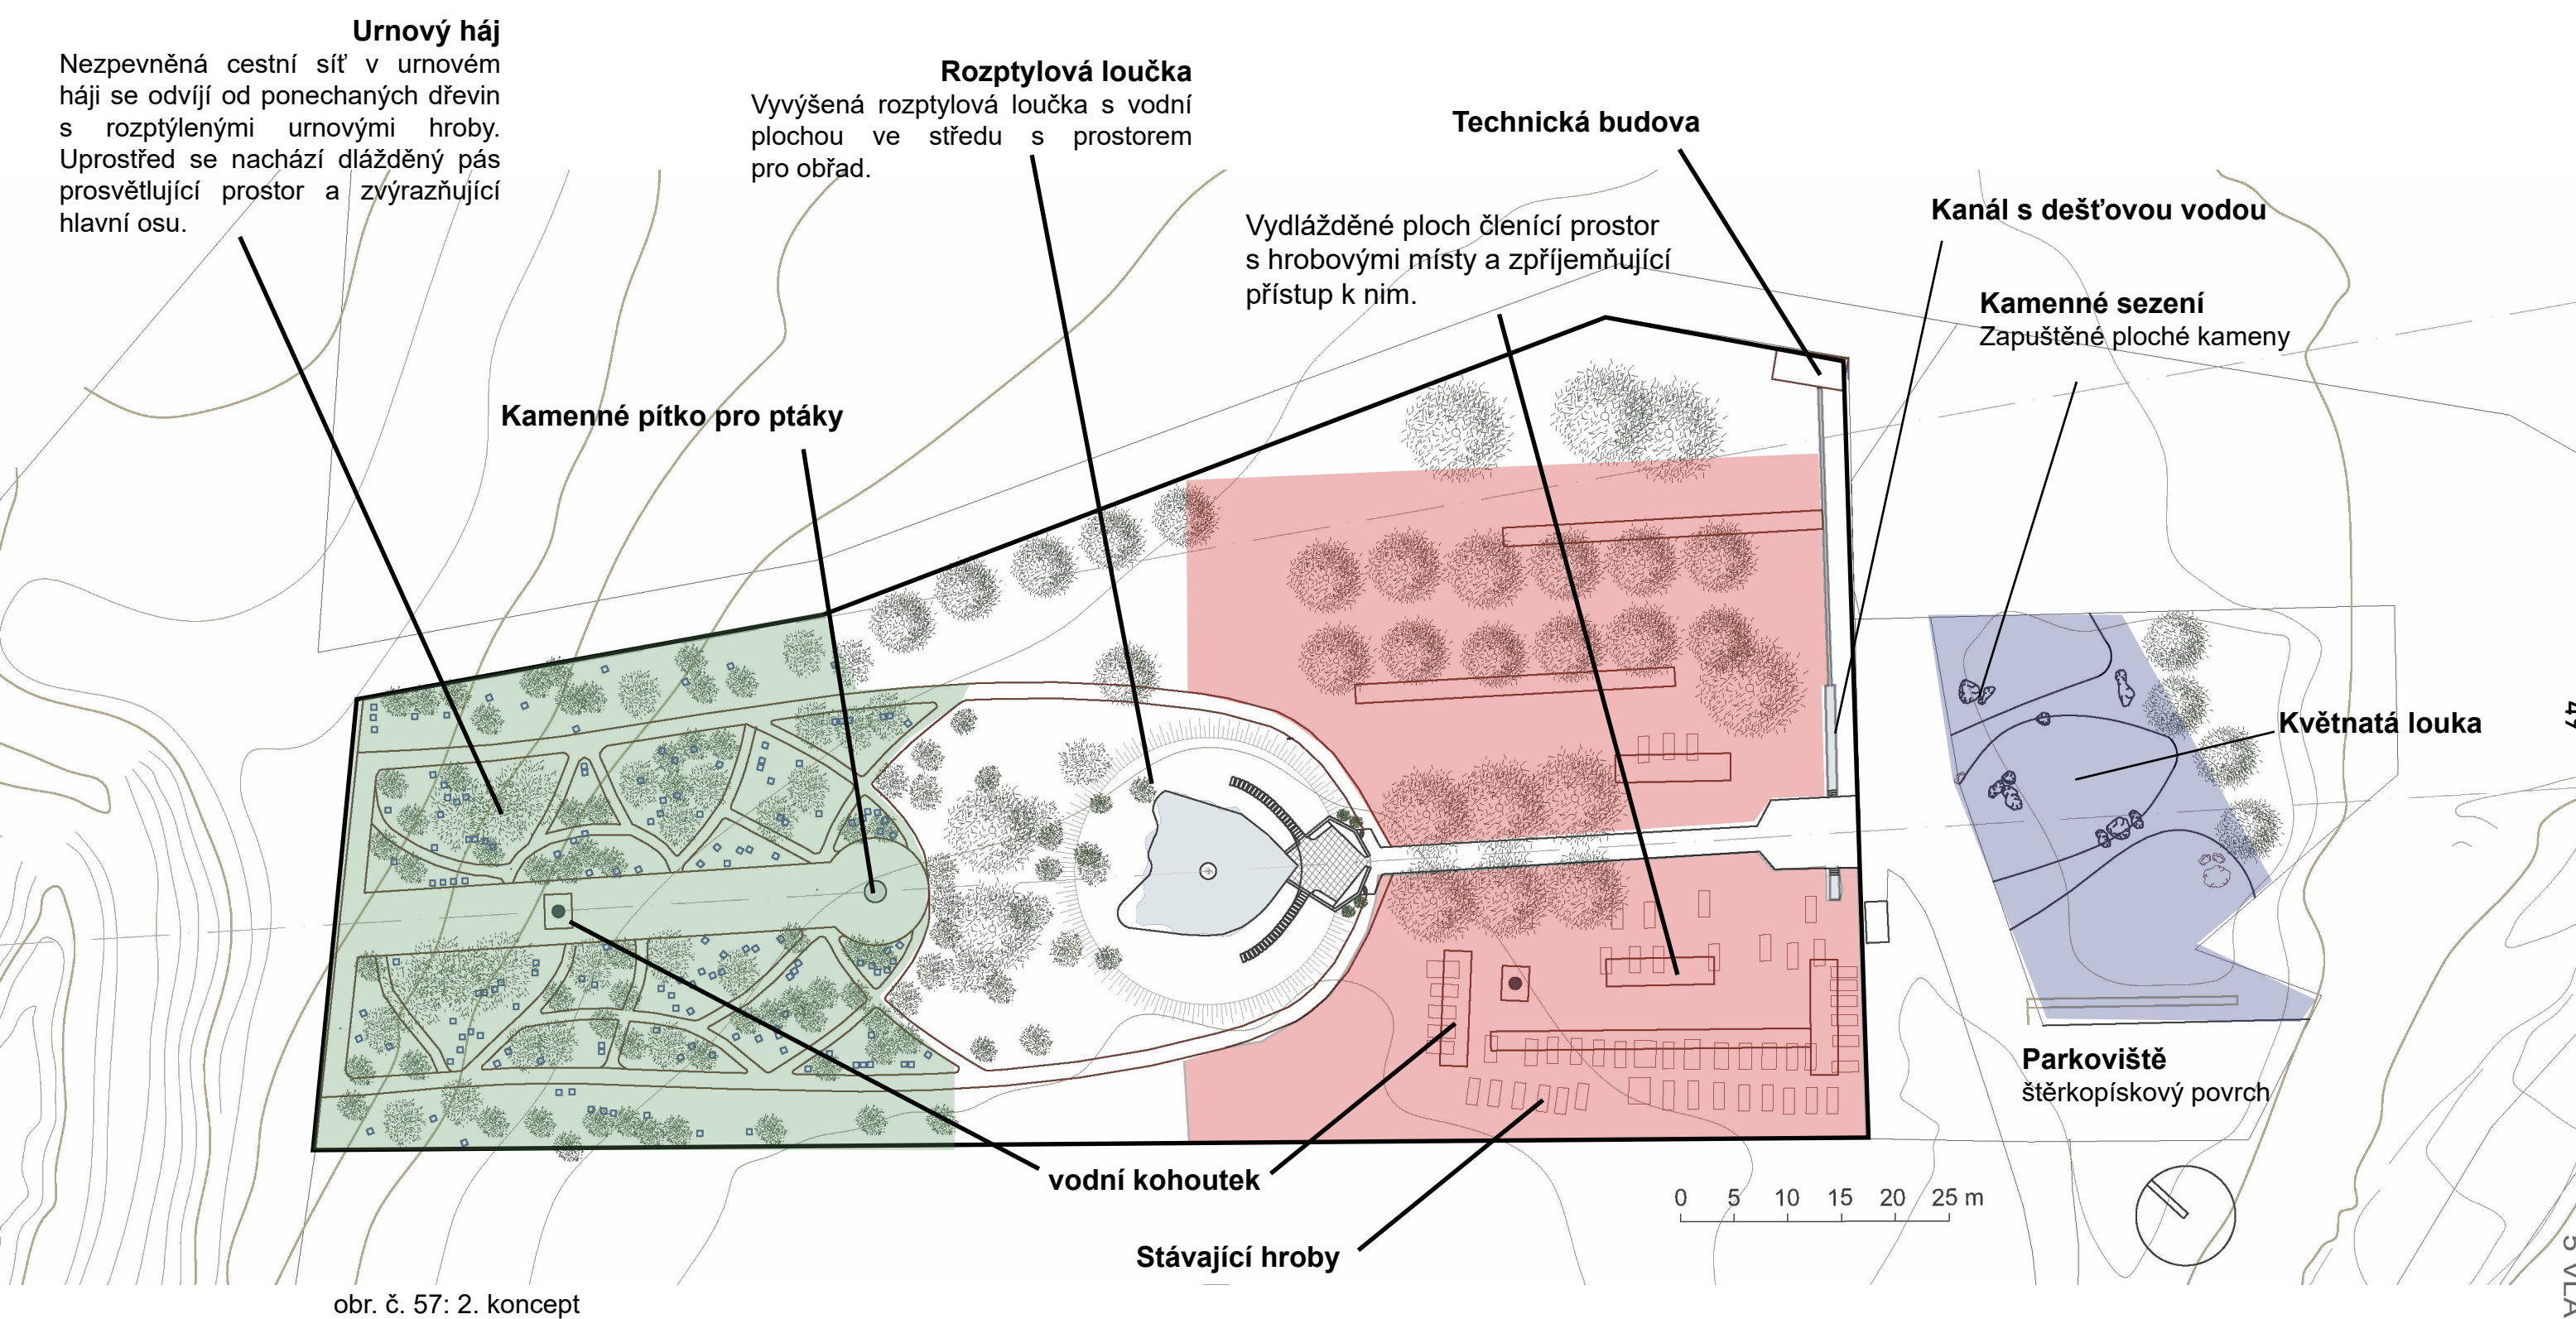 Urnový háj
Nezpevněná cestní síť v urnovém
háji se odvíjí od ponechaných dřevin
s rozptýlenými urnovými hroby.
Uprostřed se nachází dlážděný pás
prosvětlující prostor a zvýrazňující
hlavní osu.
Rozptylová loučka
Vyvýšená rozptylová loučka s vodní
plochou ve středu s prostorem
pro obřad.
Technická budova
Vydlážděné ploch členící prostor
s hrobovými místy a zpříjemňující
přístup k nim.
Kanál s dešťovou vodou
Kamenné sezení
Zapuštěné ploché kameny
Kamenné pítko pro ptáky
Květnatá louka
Parkoviště
štěrkopískový povrch
vodní kohoutek
Stávající hroby
0 5 10 15 20 25 m
obr. č. 57: 2. koncept
5 VLA